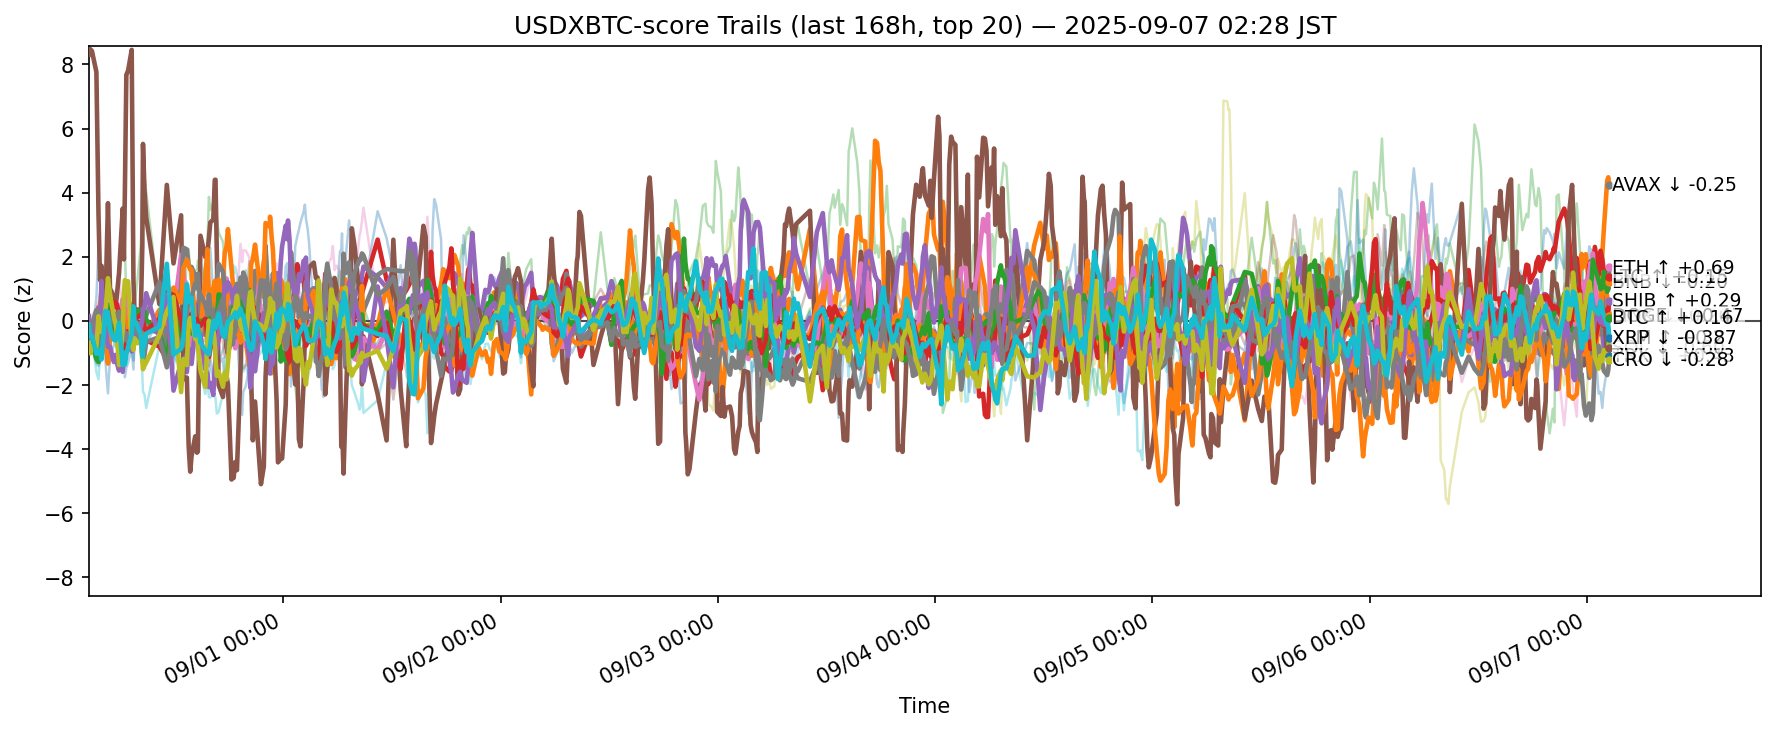 USDXBTC-score Trails (last 168h, top 20) — 2025-09-07 02:28 JST
Score (z)
8
6
4
2
0
−2
−4
−6
−8
AVAX ↓ -0.25
ETH ↑ +0.69
SHIB ↑ +0.29
BTC ↑ +0.16
XRP ↓ -0.387
CRO ↓ -0.28
09/01 00:00
09/02 00:00
09/03 00:00
09/04 00:00
09/05 00:00
09/06 00:00
09/07 00:00
Time